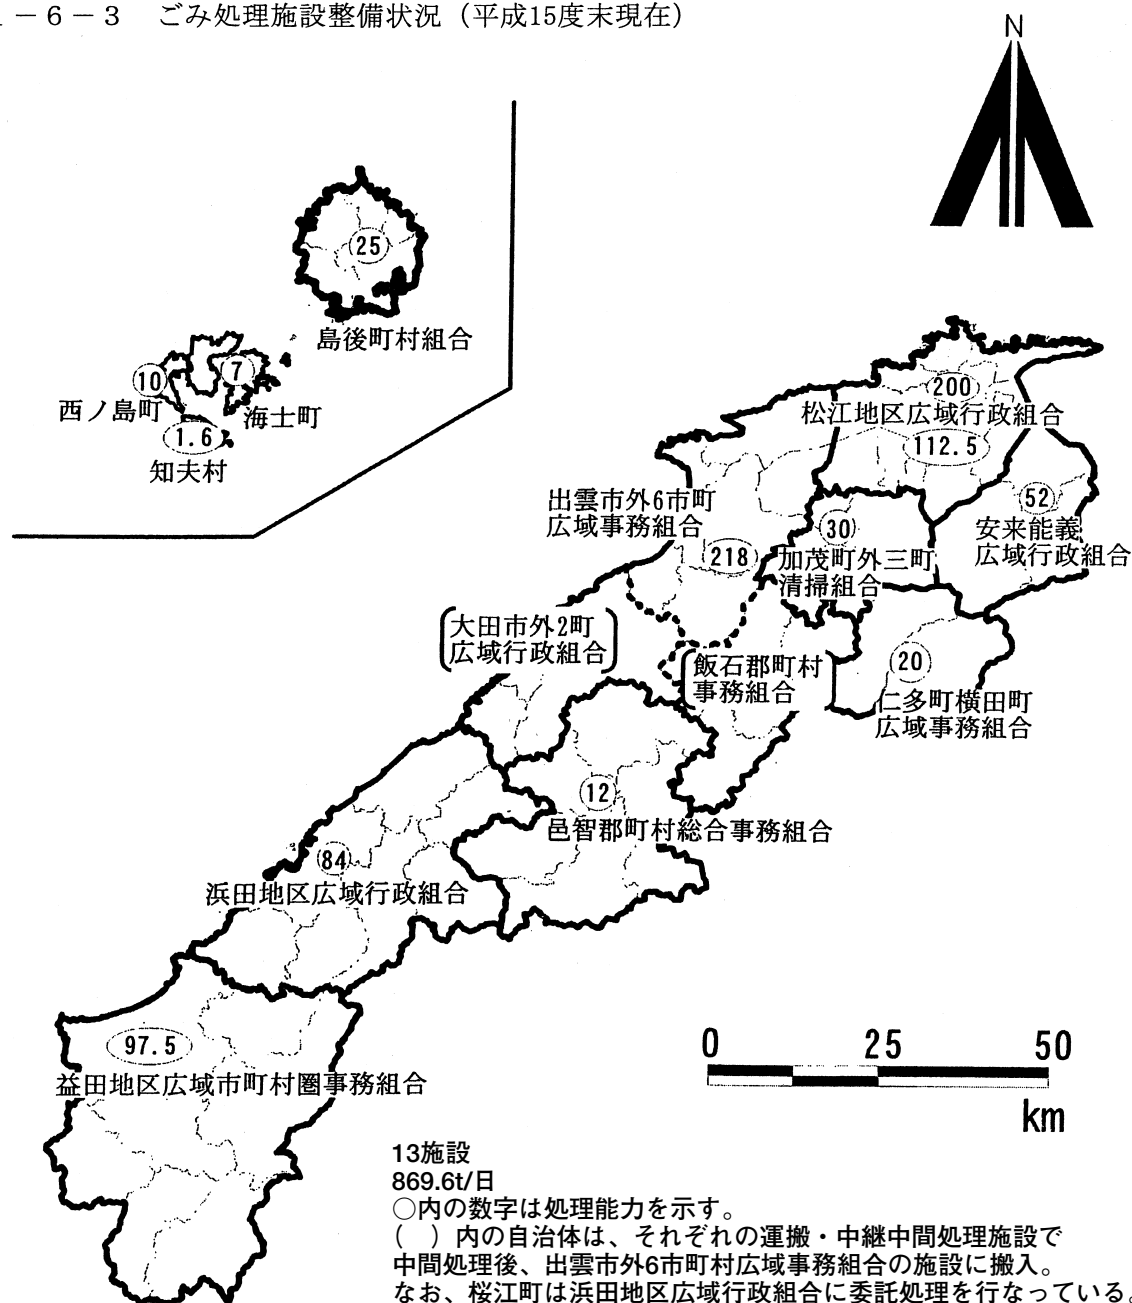 －６－３　ごみ処理施設整備状況（平成15度末現在）
N
25
島後町村組合
10
7
西ノ島町
海士町
1.6
知夫村
200
松江地区広域行政組合
112.5
出雲市外6市町
広域事務組合
218
52
安来能義
広域行政組合
30
加茂町外三町
清掃組合
大田市外2町
広域行政組合
飯石郡町村
事務組合
20
仁多町横田町
広域事務組合
12
邑智郡町村総合事務組合
84
浜田地区広域行政組合
97.5
益田地区広域市町村圏事務組合
0 25 50
km
13施設
869.6t/日
○内の数字は処理能力を示す。
(　) 内の自治体は、それぞれの運搬・中継中間処理施設で
中間処理後、出雲市外6市町村広域事務組合の施設に搬入。
なお、桜江町は浜田地区広域行政組合に委託処理を行なっている。